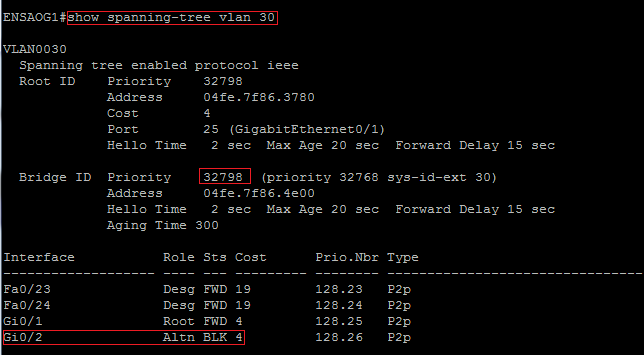 ENSAOG1#show spanning-tree vlan 30
VLAN0030
Spanning tree enabled protocol ieee
Root ID Priority 32798
Address 04fe.7f86.3780
Cost 4
Port 25 (GigabitEthernet0/1)
Hello Time 2 sec Max Age 20 sec Forward Delay 15 sec
Bridge ID Priority 32798 (priority 32768 sys-id-ext 30)
Address 04fe.7f86.4e00
Hello Time 2 sec Max Age 20 sec Forward Delay 15 sec
Aging Time 300
Interface Role Sts Cost Prio.Nbr Type
------------------- ---- --- --------- -------- --------------------------------
Fa0/23 Desg FWD 19 128.23 P2p
Fa0/24 Desg FWD 19 128.24 P2p
Gi0/1 Root FWD 4 128.25 P2p
Gi0/2 Altn BLK 4 128.26 P2p